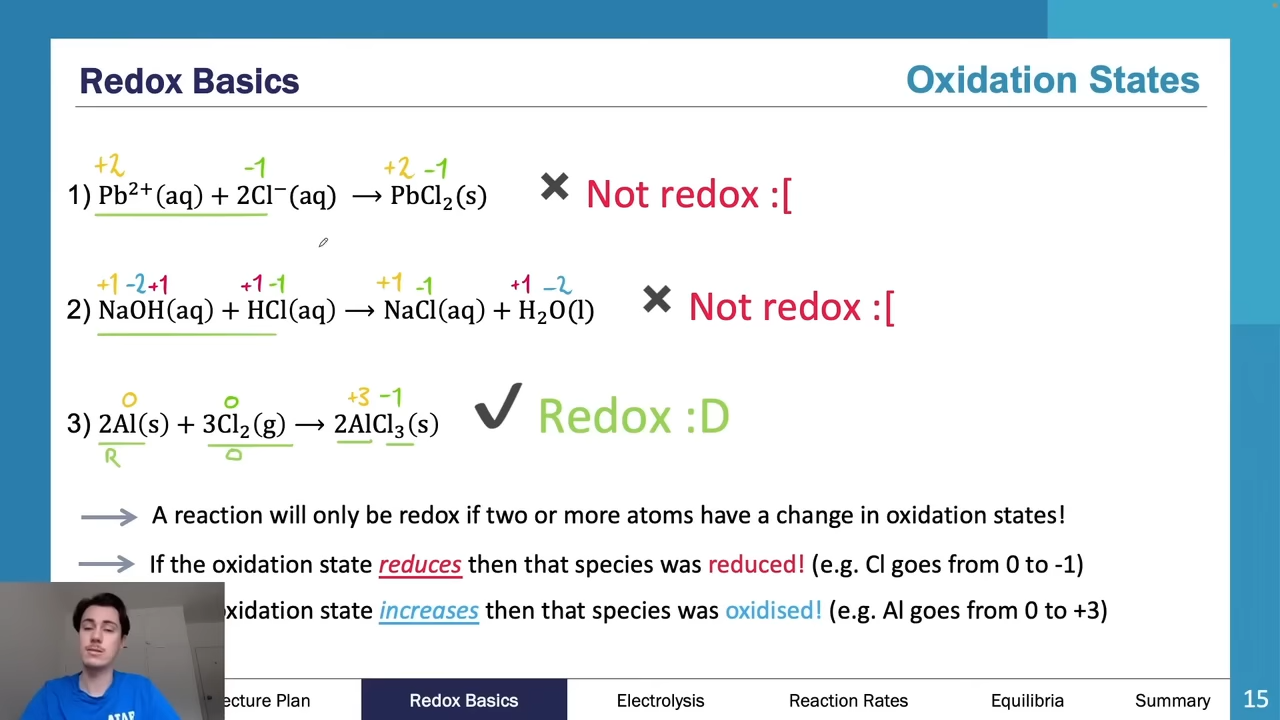 Redox Basics
Oxidation States
+2 -1 +2 -1
1) Pb²⁺(aq) + 2Cl⁻(aq) ⟶ PbCl₂(s) ✖ Not redox :[
+1 -2 +1 +1 -1 +1 -1 +1 -2
2) NaOH(aq) + HCl(aq) ⟶ NaCl(aq) + H₂O(l) ✖ Not redox :[
0 0 +3 -1
3) 2Al(s) + 3Cl₂(g) ⟶ 2AlCl₃(s) ✔ Redox :D
R O
A reaction will only be redox if two or more atoms have a change in oxidation states!
If the oxidation state reduces then that species was reduced! (e.g. Cl goes from 0 to -1)
oxidation state increases then that species was oxidised! (e.g. Al goes from 0 to +3)
ATAR
ecture Plan Redox Basics Electrolysis Reaction Rates Equilibria Summary 15